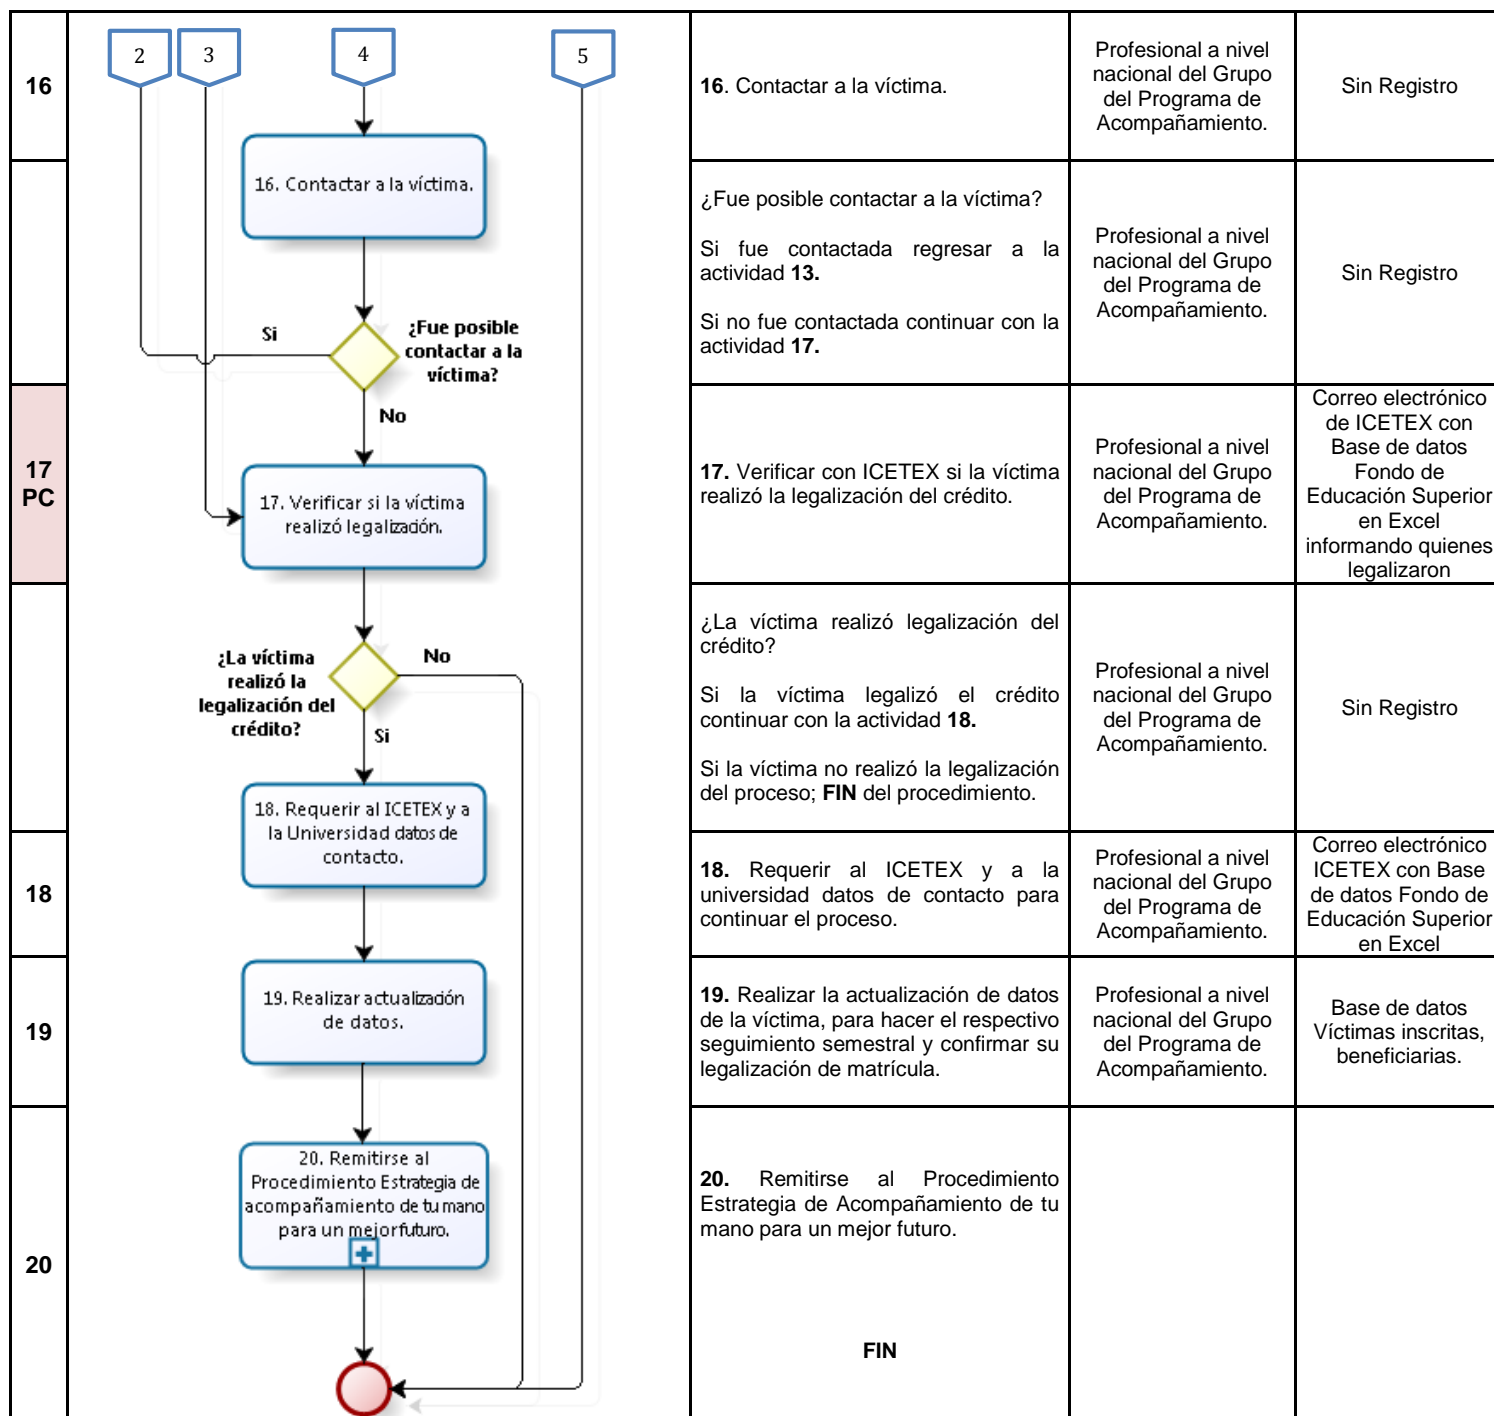 16
2
3
4
5
16. Contactar a la víctima.
16. Contactar a la víctima.
Profesional a nivel
nacional del Grupo
del Programa de
Acompañamiento.
Sin Registro
Si
¿Fue posible
contactar a la
víctima?
No
¿Fue posible contactar a la víctima?
Si fue contactada regresar a la
actividad 13.
Si no fue contactada continuar con la
actividad 17.
Profesional a nivel
nacional del Grupo
del Programa de
Acompañamiento.
Sin Registro
17
PC
17. Verificar si la víctima
realizó legalización.
17. Verificar con ICETEX si la víctima
realizó la legalización del crédito.
Profesional a nivel
nacional del Grupo
del Programa de
Acompañamiento.
Correo electrónico
de ICETEX con
Base de datos
Fondo de
Educación Superior
en Excel
informando quienes
legalizaron
¿La víctima
realizó la
legalización del
crédito?
No
Si
¿La víctima realizó legalización del
crédito?
Si la víctima legalizó el crédito
continuar con la actividad 18.
Si la víctima no realizó la legalización
del proceso; FIN del procedimiento.
Profesional a nivel
nacional del Grupo
del Programa de
Acompañamiento.
Sin Registro
18
18. Requerir al ICETEX y a
la Universidad datos de
contacto.
18. Requerir al ICETEX y a la
universidad datos de contacto para
continuar el proceso.
Profesional a nivel
nacional del Grupo
del Programa de
Acompañamiento.
Correo electrónico
ICETEX con Base
de datos Fondo de
Educación Superior
en Excel
19
19. Realizar actualización
de datos.
19. Realizar la actualización de datos
de la víctima, para hacer el respectivo
seguimiento semestral y confirmar su
legalización de matrícula.
Profesional a nivel
nacional del Grupo
del Programa de
Acompañamiento.
Base de datos
Víctimas inscritas,
beneficiarias.
20
20. Remitirse al
Procedimiento Estrategia de
acompañamiento de tu mano
para un mejor futuro.
20. Remitirse al Procedimiento
Estrategia de Acompañamiento de tu
mano para un mejor futuro.
FIN